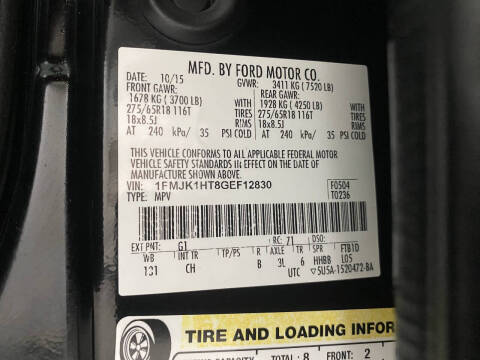 MFD. BY FORD MOTOR CO.
DATE: 10/15 GVWR: 3411 KG ( 7520 LB)
FRONT GAWR: REAR GAWR:
1678 KG ( 3700 LB) 1928 KG ( 4250 LB)
275/65R18 116T TIRES 275/65R18 116T TIRES
18x8.5J RIMS 18x8.5J RIMS
AT 240 kPa/ 35 PSI COLD AT 240 kPa/ 35 PSI COLD
THIS VEHICLE CONFORMS TO ALL APPLICABLE FEDERAL MOTOR
VEHICLE SAFETY STANDARDS IN EFFECT ON THE DATE OF
MANUFACTURE SHOWN ABOVE.
VIN: 1FMJK1HT8GEF12830 F0504
TYPE: MPV T0236
EXT PNT: G1 RC: 71 DSO:
WB INT TR TP/PS R AXLE TR SPR FTB1D
131 CH B 3L 6 HHBB L05
UTC 5U5A-1520472-BA
TIRE AND LOADING INFOR
TOTAL: 8 FRONT: 2